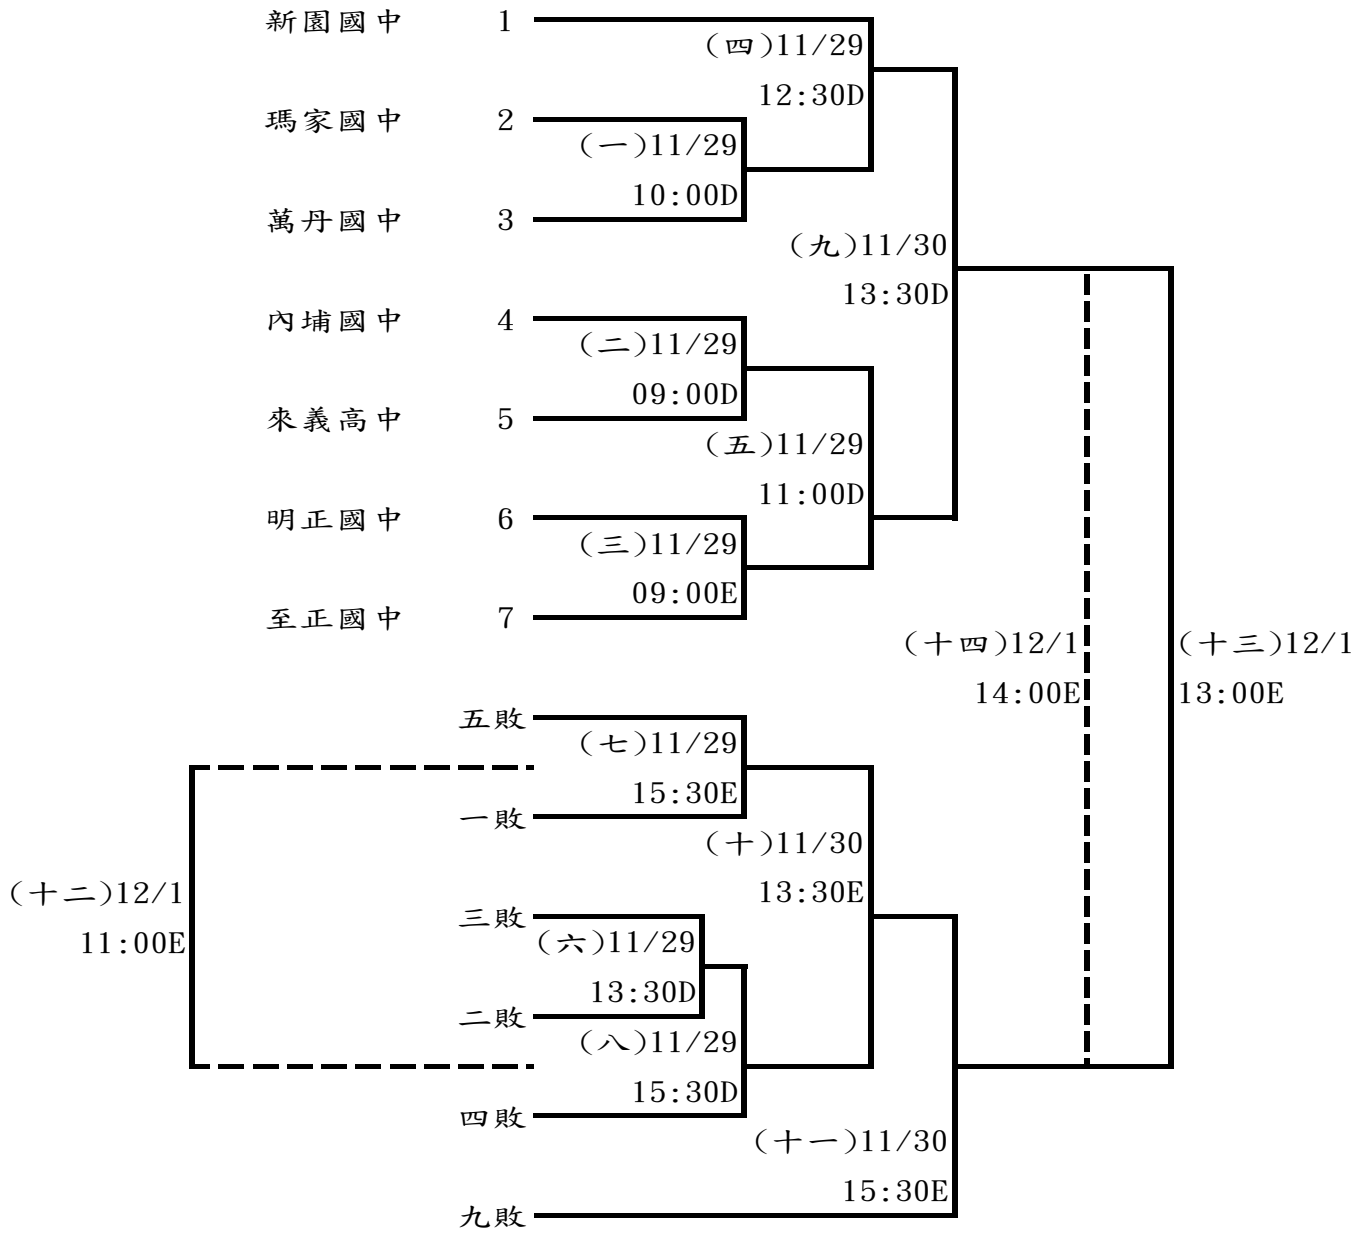 新園國中 1
(四)11/29
12:30D
瑪家國中 2
(一)11/29
10:00D
萬丹國中 3
(九)11/30
13:30D
內埔國中 4
(二)11/29
09:00D
來義高中 5
(五)11/29
11:00D
明正國中 6
(三)11/29
09:00E
至正國中 7
(十四)12/1
14:00E
(十三)12/1
13:00E
五敗
(七)11/29
15:30E
一敗
(十)11/30
13:30E
(十二)12/1
11:00E
三敗
(六)11/29
13:30D
二敗
(八)11/29
15:30D
四敗
(十一)11/30
15:30E
九敗